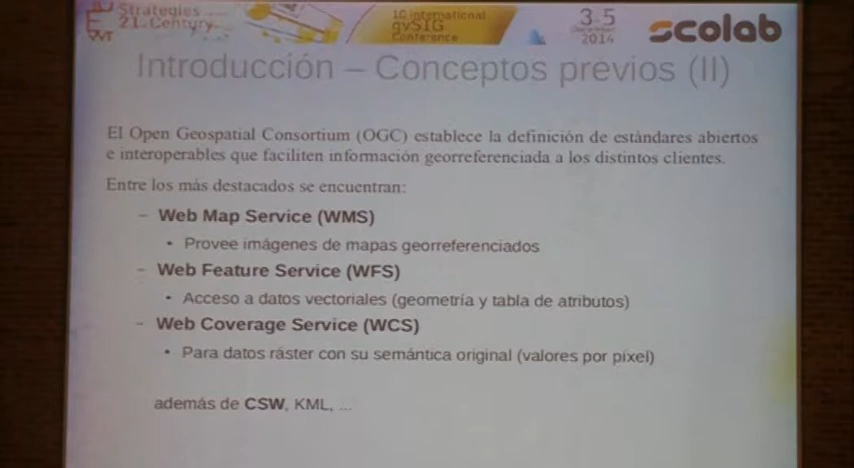 Strategies
21 Century
10 international
gvSIG
Conference
3-5
2014
scolab
Introducción – Conceptos previos (II)
El Open Geospatial Consortium (OGC) establece la definición de estándares abiertos
e interoperables que faciliten información georreferenciada a los distintos clientes.
Entre los más destacados se encuentran:
– Web Map Service (WMS)
• Provee imágenes de mapas georreferenciados
– Web Feature Service (WFS)
• Acceso a datos vectoriales (geometría y tabla de atributos)
– Web Coverage Service (WCS)
• Para datos ráster con su semántica original (valores por píxel)
además de CSW, KML, ...